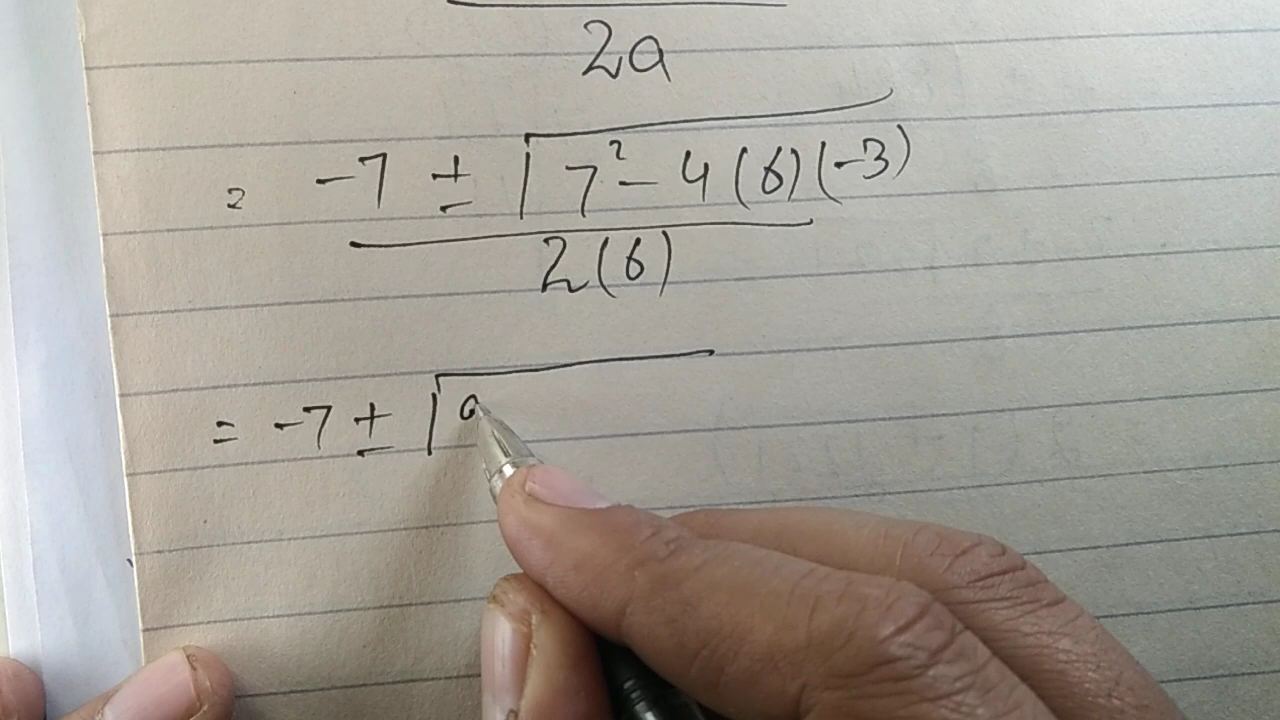 2a
= -7 ± √7² - 4(6)(-3)
2(6)
= -7 ± √